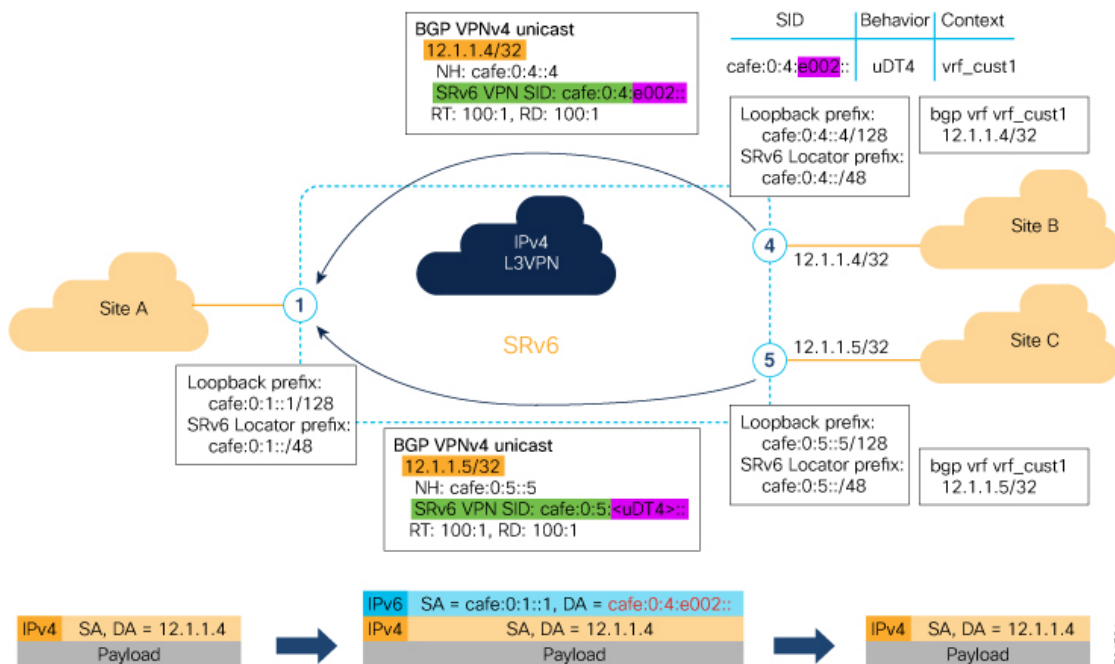 BGP VPNv4 unicast
12.1.1.4/32
NH: cafe:0:4::4
SRv6 VPN SID: cafe:0:4:e002::
RT: 100:1, RD: 100:1
SID Behavior Context
cafe:0:4:e002:: uDT4 vrf_cust1
Loopback prefix:
cafe:0:4::4/128
SRv6 Locator prefix:
cafe:0:4::/48
bgp vrf vrf_cust1
12.1.1.4/32
IPv4
L3VPN
4
12.1.1.4/32
Site B
Site A
1
SRv6
5
12.1.1.5/32
Site C
Loopback prefix:
cafe:0:1::1/128
SRv6 Locator prefix:
cafe:0:1::/48
BGP VPNv4 unicast
12.1.1.5/32
NH: cafe:0:5::5
SRv6 VPN SID: cafe:0:5:<uDT4>::
RT: 100:1, RD: 100:1
Loopback prefix:
cafe:0:5::5/128
SRv6 Locator prefix:
cafe:0:5::/48
bgp vrf vrf_cust1
12.1.1.5/32
IPv4 SA, DA = 12.1.1.4
Payload
IPv6 SA = cafe:0:1::1, DA = cafe:0:4:e002::
IPv4 SA, DA = 12.1.1.4
Payload
IPv4 SA, DA = 12.1.1.4
Payload